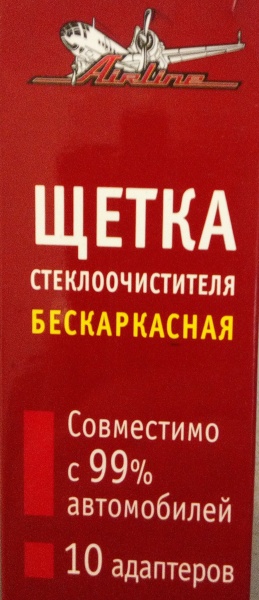 Airline
ЩЕТКА
СТЕКЛООЧИСТИТЕЛЯ
БЕСКАРКАСНАЯ
Совместимо
с 99%
автомобилей
10 адаптеров